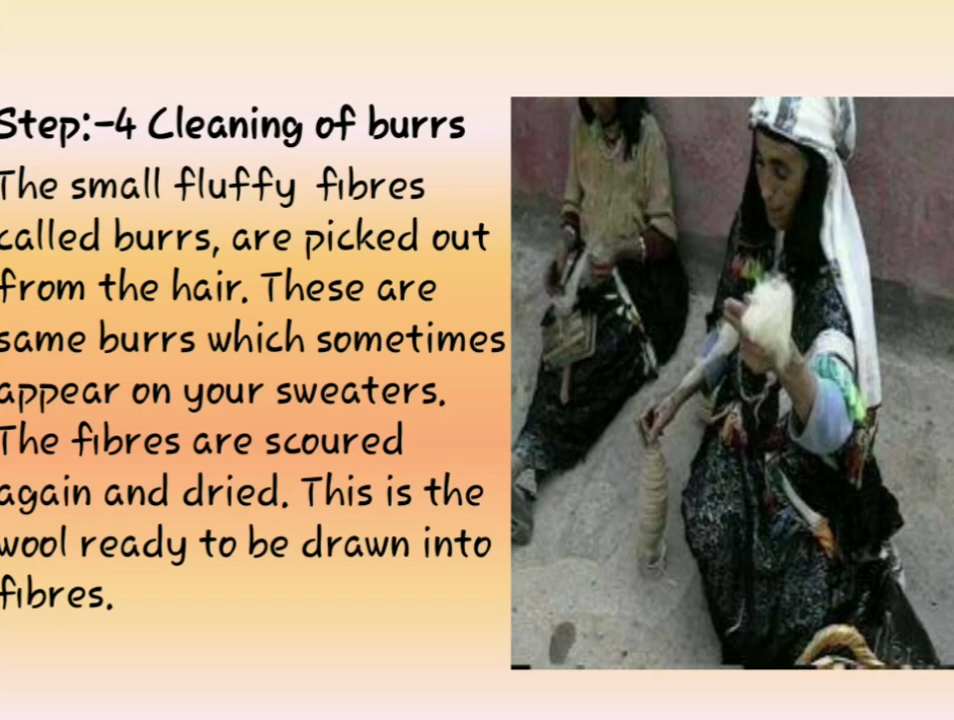 Step:-4 Cleaning of burrs
The small fluffy fibres
called burrs, are picked out
from the hair. These are
same burrs which sometimes
appear on your sweaters.
The fibres are scoured
again and dried. This is the
wool ready to be drawn into
fibres.